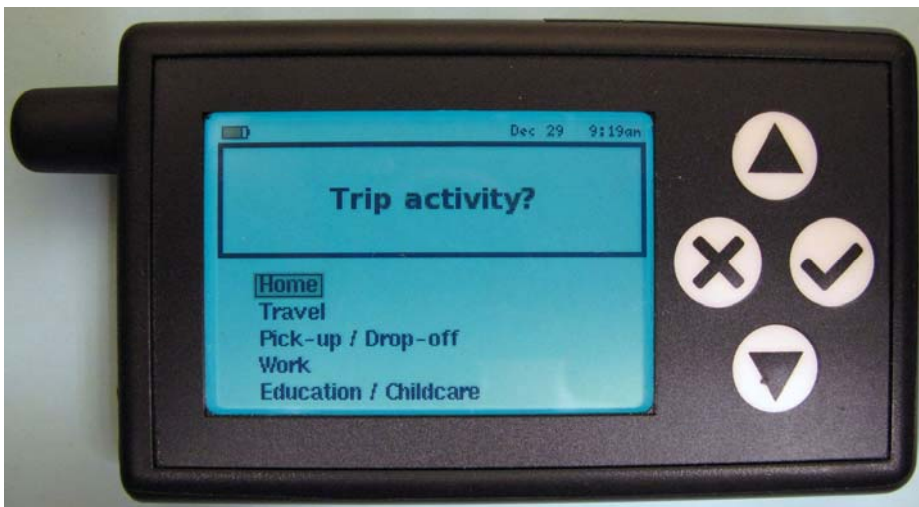 Dec 29 9:19am
Trip activity?
Home
Travel
Pick-up / Drop-off
Work
Education / Childcare